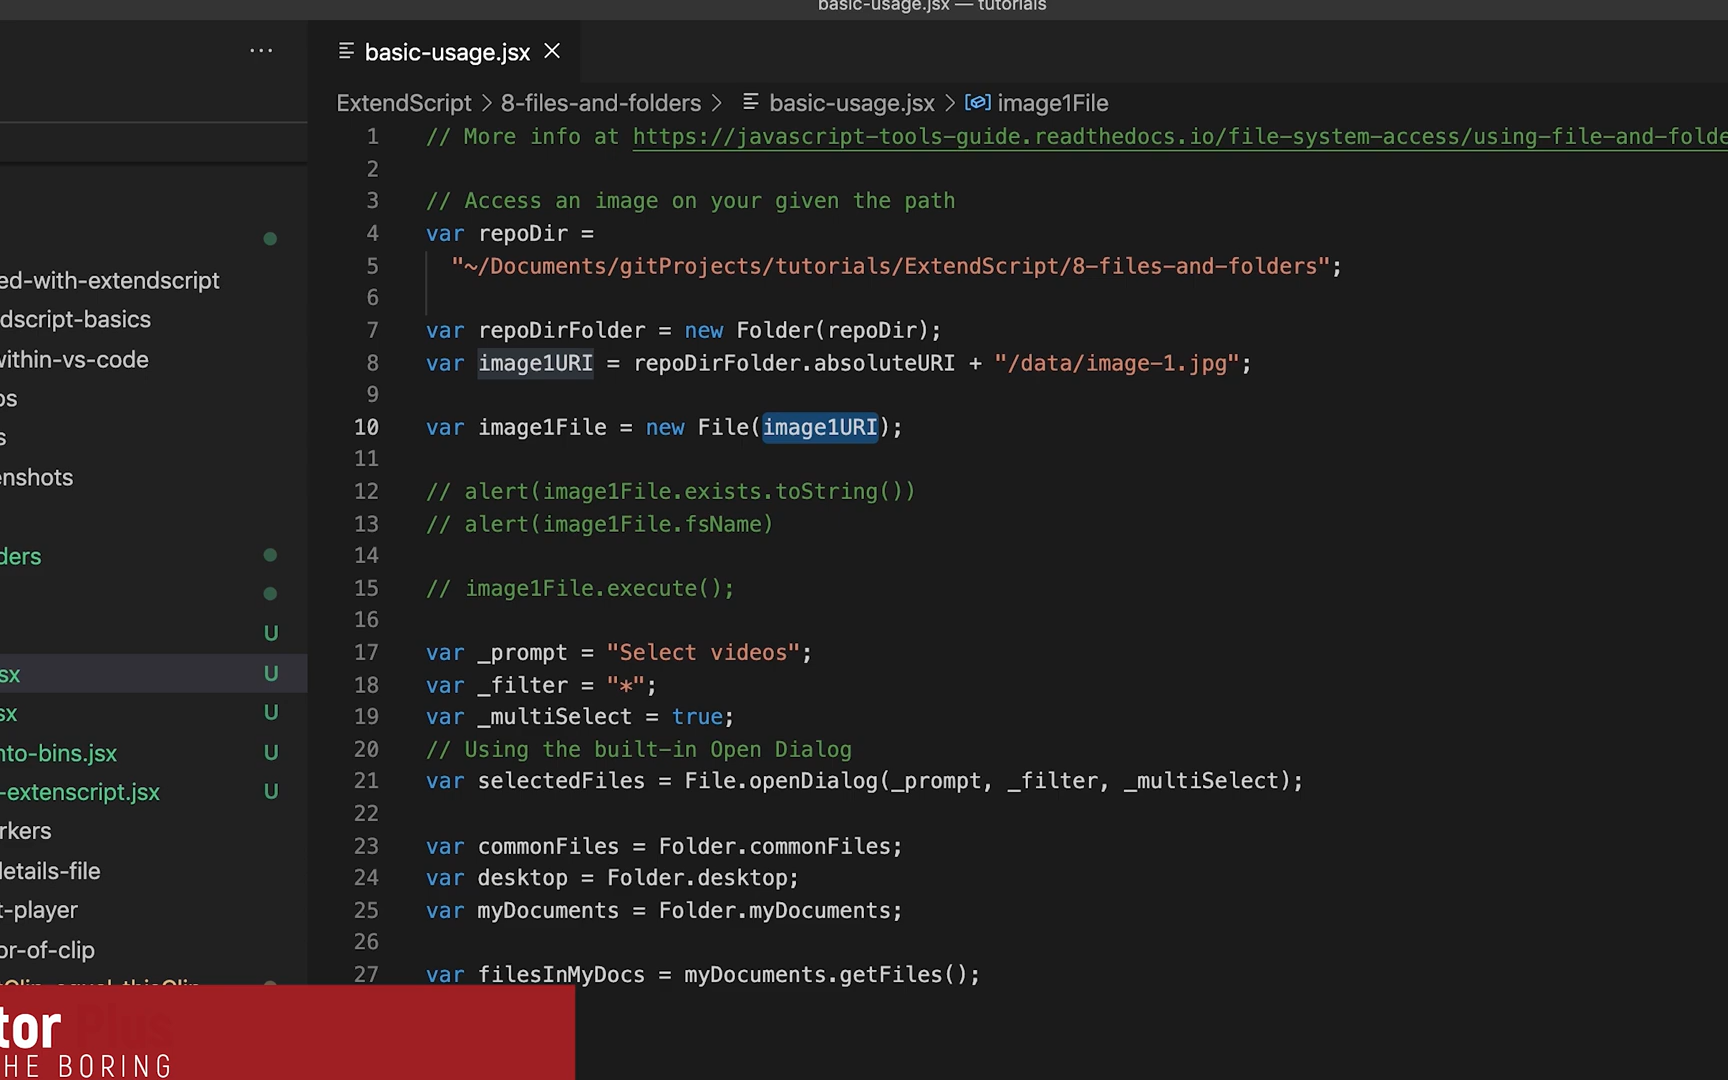 basic-usage.jsx — tutorials
basic-usage.jsx
ExtendScript > 8-files-and-folders > basic-usage.jsx > image1File
1 // More info at https://javascript-tools-guide.readthedocs.io/file-system-access/using-file-and-folde
2
3 // Access an image on your given the path
4 var repoDir =
5 "~/Documents/gitProjects/tutorials/ExtendScript/8-files-and-folders";
6
7 var repoDirFolder = new Folder(repoDir);
8 var image1URI = repoDirFolder.absoluteURI + "/data/image-1.jpg";
9
10 var image1File = new File(image1URI);
11
12 // alert(image1File.exists.toString())
13 // alert(image1File.fsName)
14
15 // image1File.execute();
16
17 var _prompt = "Select videos";
18 var _filter = "*";
19 var _multiSelect = true;
20 // Using the built-in Open Dialog
21 var selectedFiles = File.openDialog(_prompt, _filter, _multiSelect);
22
23 var commonFiles = Folder.commonFiles;
24 var desktop = Folder.desktop;
25 var myDocuments = Folder.myDocuments;
26
27 var filesInMyDocs = myDocuments.getFiles();
ed-with-extendscript
dscript-basics
within-vs-code
os
s
enshots
ders
U
sx U
sx U
nto-bins.jsx U
-extenscript.jsx U
rkers
details-file
t-player
or-of-clip
tor Plus
HE BORING